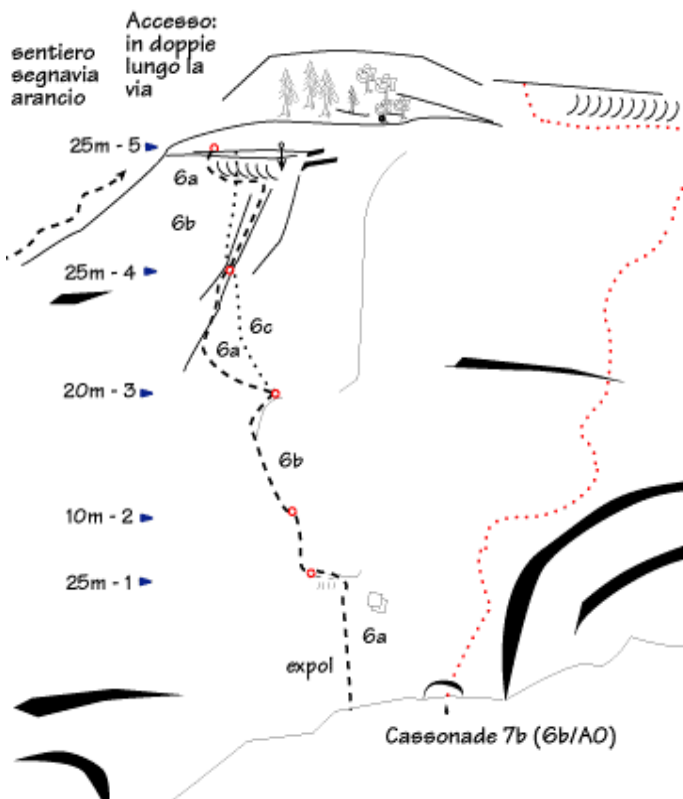 sentiero
segnavia
arancio
Accesso:
in doppie
lungo la
via
25m - 5
6a
6b
25m - 4
6c
6a
20m - 3
6b
10m - 2
25m - 1
6a
expol
Cassonade 7b (6b/A0)